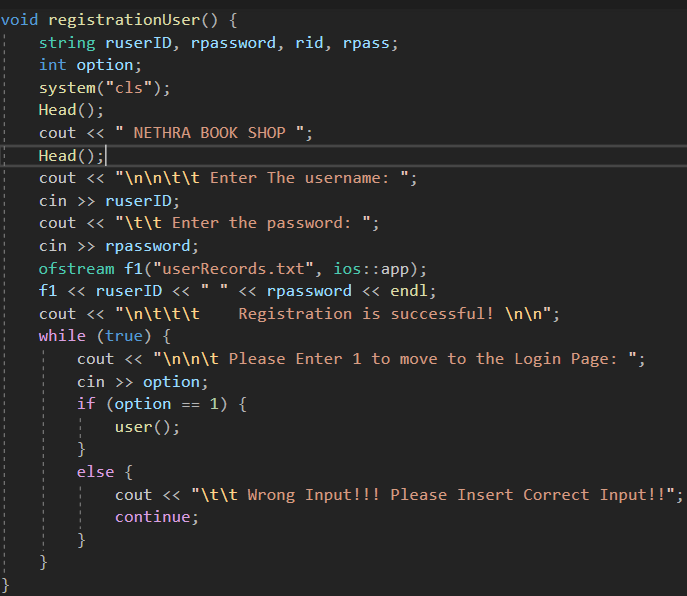 void registrationUser() {
    string ruserID, rpassword, rid, rpass;
    int option;
    system("cls");
    Head();
    cout << " NETHRA BOOK SHOP ";
    Head();
    cout << "\n\n\t\t Enter The username: ";
    cin >> ruserID;
    cout << "\t\t Enter the password: ";
    cin >> rpassword;
    ofstream f1("userRecords.txt", ios::app);
    f1 << ruserID << " " << rpassword << endl;
    cout << "\n\t\t\t    Registration is successful! \n\n";
    while (true) {
        cout << "\n\n\t Please Enter 1 to move to the Login Page: ";
        cin >> option;
        if (option == 1) {
            user();
        }
        else {
            cout << "\t\t Wrong Input!!! Please Insert Correct Input!!";
            continue;
        }
    }
}